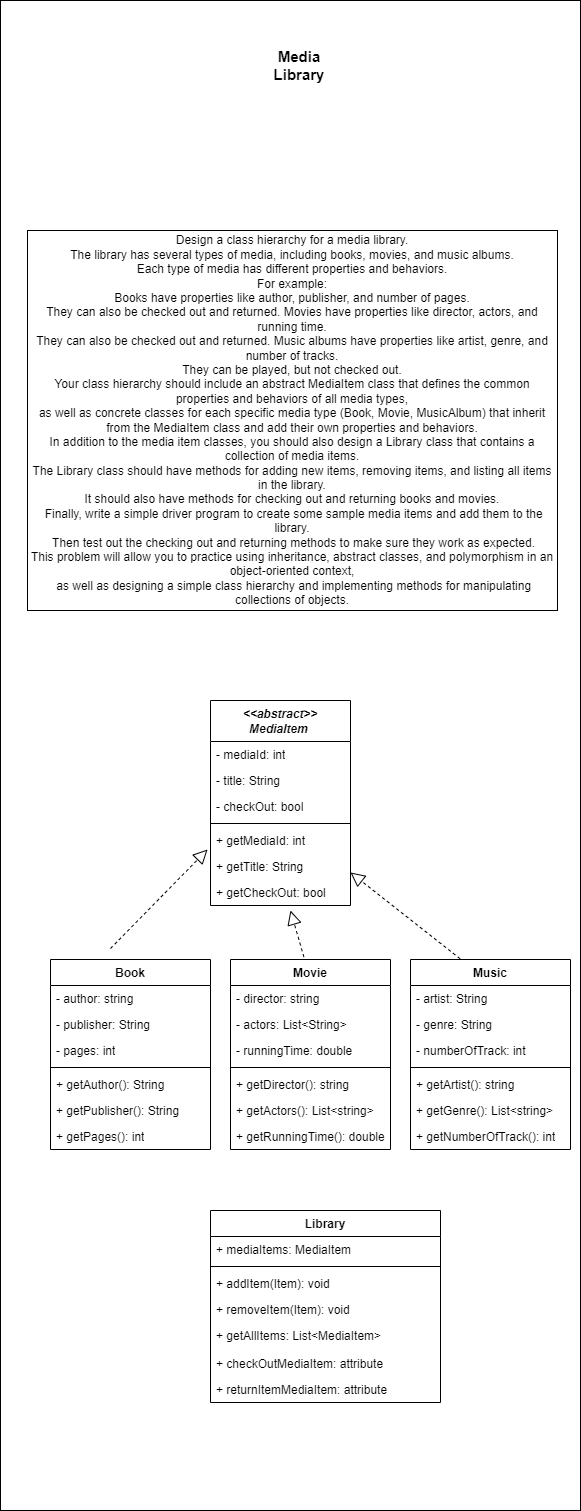 Media
Library
Design a class hierarchy for a media library.
The library has several types of media, including books, movies, and music albums.
Each type of media has different properties and behaviors.
For example:
Books have properties like author, publisher, and number of pages.
They can also be checked out and returned. Movies have properties like director, actors, and
running time.
They can also be checked out and returned. Music albums have properties like artist, genre, and
number of tracks.
They can be played, but not checked out.
Your class hierarchy should include an abstract MediaItem class that defines the common
properties and behaviors of all media types,
as well as concrete classes for each specific media type (Book, Movie, MusicAlbum) that inherit
from the MediaItem class and add their own properties and behaviors.
In addition to the media item classes, you should also design a Library class that contains a
collection of media items.
The Library class should have methods for adding new items, removing items, and listing all items
in the library.
It should also have methods for checking out and returning books and movies.
Finally, write a simple driver program to create some sample media items and add them to the
library.
Then test out the checking out and returning methods to make sure they work as expected.
This problem will allow you to practice using inheritance, abstract classes, and polymorphism in an
object-oriented context,
as well as designing a simple class hierarchy and implementing methods for manipulating
collections of objects.
<<abstract>>
MediaItem
- mediaId: int
- title: String
- checkOut: bool
+ getMediaId: int
+ getTitle: String
+ getCheckOut: bool
Book
- author: string
- publisher: String
- pages: int
+ getAuthor(): String
+ getPublisher(): String
+ getPages(): int
Movie
- director: string
- actors: List<String>
- runningTime: double
+ getDirector(): string
+ getActors(): List<string>
+ getRunningTime(): double
Music
- artist: String
- genre: String
- numberOfTrack: int
+ getArtist(): string
+ getGenre(): List<string>
+ getNumberOfTrack(): int
Library
+ mediaItems: MediaItem
+ addItem(Item): void
+ removeItem(Item): void
+ getAllItems: List<MediaItem>
+ checkOutMediaItem: attribute
+ returnItemMediaItem: attribute